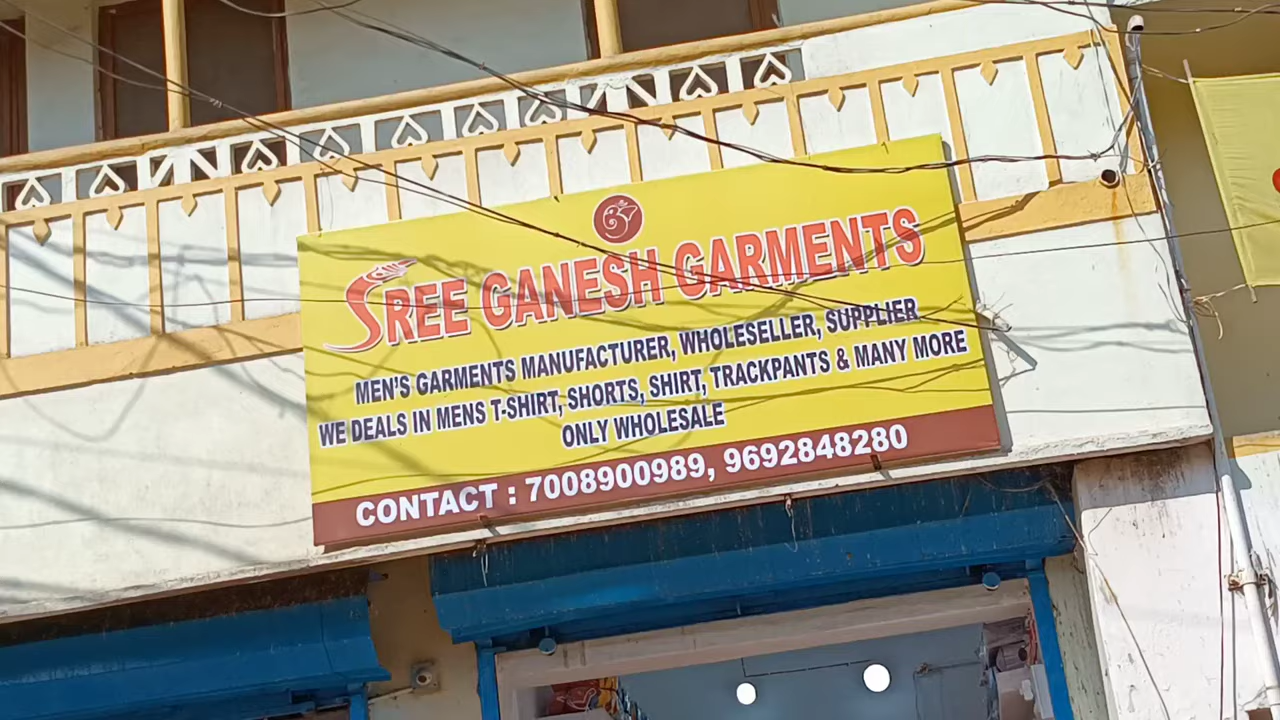 SREE GANESH GARMENTS
MEN'S GARMENTS MANUFACTURER, WHOLESELLER, SUPPLIER
WE DEALS IN MENS T-SHIRT, SHORTS, SHIRT, TRACKPANTS & MANY MORE
ONLY WHOLESALE
CONTACT : 7008900989, 9692848280